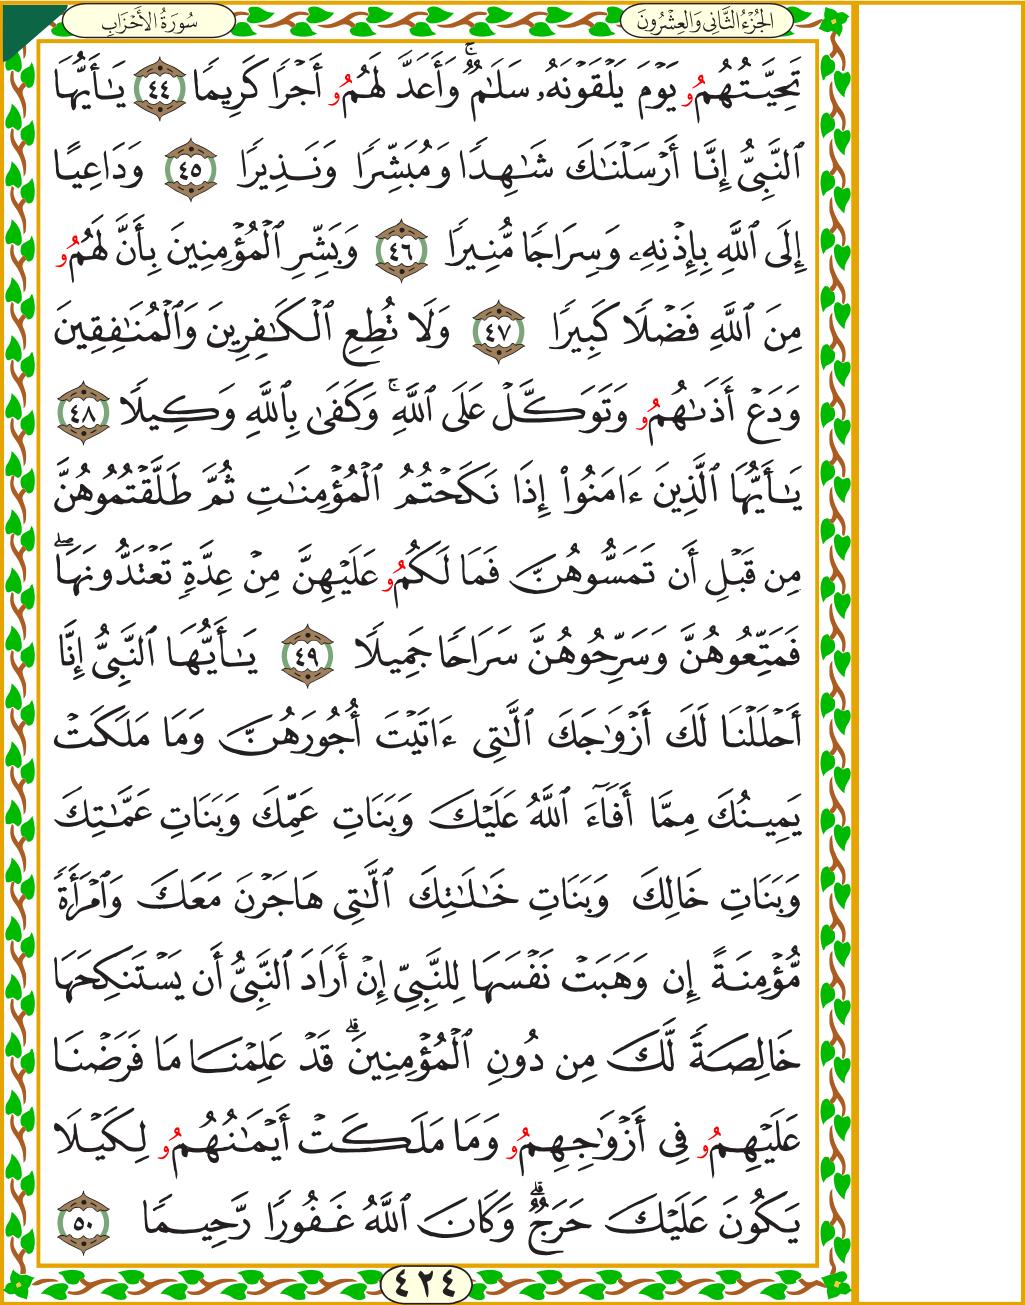 سُورَةُ الأَحْزَابِ
الجُزْءُ الثَّانِي وَالعِشْرُونَ
تَحِيَّتُهُمُۥ يَوْمَ يَلْقَوْنَهُۥ سَلَٰمٌۚ وَأَعَدَّ لَهُمُۥ أَجْرًا كَرِيمًا ٤٤ يَٰٓأَيُّهَا
ٱلنَّبِىُّ إِنَّا أَرْسَلْنَٰكَ شَٰهِدًا وَمُبَشِّرًا وَنَذِيرًا ٤٥ وَدَاعِيًا
إِلَى ٱللَّهِ بِإِذْنِهِۦ وَسِرَاجًا مُّنِيرًا ٤٦ وَبَشِّرِ ٱلْمُؤْمِنِينَ بِأَنَّ لَهُمُۥ
مِنَ ٱللَّهِ فَضْلًا كَبِيرًا ٤٧ وَلَا تُطِعِ ٱلْكَٰفِرِينَ وَٱلْمُنَٰفِقِينَ
وَدَعْ أَذَىٰهُمُۥ وَتَوَكَّلْ عَلَى ٱللَّهِۚ وَكَفَىٰ بِٱللَّهِ وَكِيلًا ٤٨
يَٰأَيُّهَا ٱلَّذِينَ ءَامَنُوا۟ إِذَا نَكَحْتُمُ ٱلْمُؤْمِنَٰتِ ثُمَّ طَلَّقْتُمُوهُنَّ
مِن قَبْلِ أَن تَمَسُّوهُنَّ فَمَا لَكُمُۥ عَلَيْهِنَّ مِنْ عِدَّةٍ تَعْتَدُّونَهَاۖ
فَمَتِّعُوهُنَّ وَسَرِّحُوهُنَّ سَرَاحًا جَمِيلًا ٤٩ يَٰأَيُّهَا ٱلنَّبِىُّ إِنَّا
أَحْلَلْنَا لَكَ أَزْوَٰجَكَ ٱلَّٰتِى ءَاتَيْتَ أُجُورَهُنَّ وَمَا مَلَكَتْ
يَمِينُكَ مِمَّا أَفَآءَ ٱللَّهُ عَلَيْكَ وَبَنَاتِ عَمِّكَ وَبَنَاتِ عَمَّٰتِكَ
وَبَنَاتِ خَالِكَ وَبَنَاتِ خَٰلَٰتِكَ ٱلَّٰتِى هَاجَرْنَ مَعَكَ وَٱمْرَأَةً
مُّؤْمِنَةً إِن وَهَبَتْ نَفْسَهَا لِلنَّبِىِّ إِنْ أَرَادَ ٱلنَّبِىُّ أَن يَسْتَنكِحَهَا
خَالِصَةً لَّكَ مِن دُونِ ٱلْمُؤْمِنِينَۗ قَدْ عَلِمْنَا مَا فَرَضْنَا
عَلَيْهِمُۥ فِى أَزْوَٰجِهِمُۥ وَمَا مَلَكَتْ أَيْمَٰنُهُمُۥ لِكَيْلَا
يَكُونَ عَلَيْكَ حَرَجٌۗ وَكَانَ ٱللَّهُ غَفُورًا رَّحِيمًا ٥٠
٤٢٤